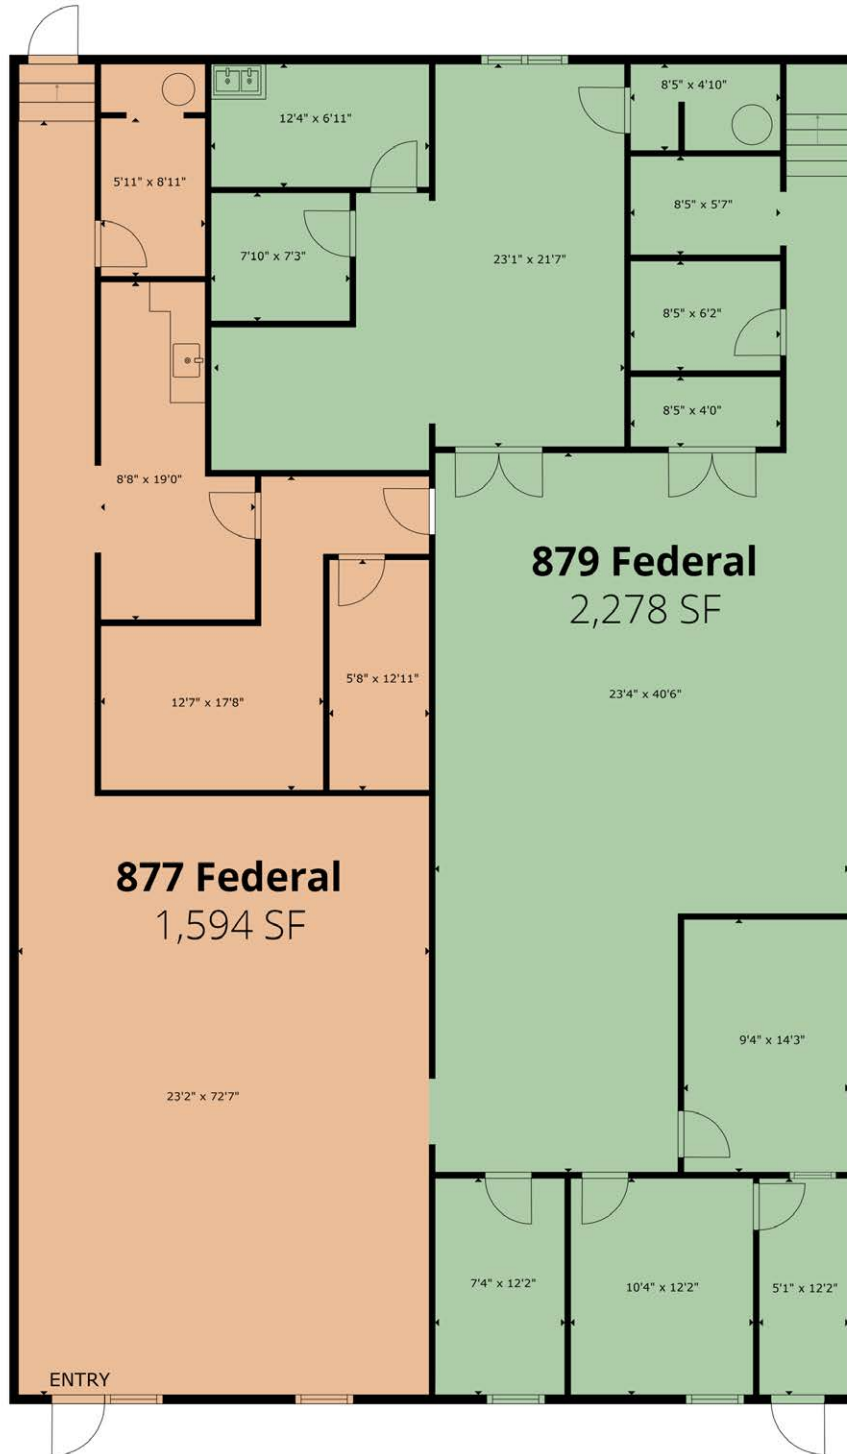 12'4" x 6'11"
8'5" x 4'10"
5'11" x 8'11"
8'5" x 5'7"
7'10" x 7'3"
23'1" x 21'7"
8'5" x 6'2"
8'5" x 4'0"
8'8" x 19'0"
879 Federal
2,278 SF
5'8" x 12'11"
23'4" x 40'6"
12'7" x 17'8"
877 Federal
1,594 SF
9'4" x 14'3"
23'2" x 72'7"
7'4" x 12'2"
10'4" x 12'2"
5'1" x 12'2"
ENTRY